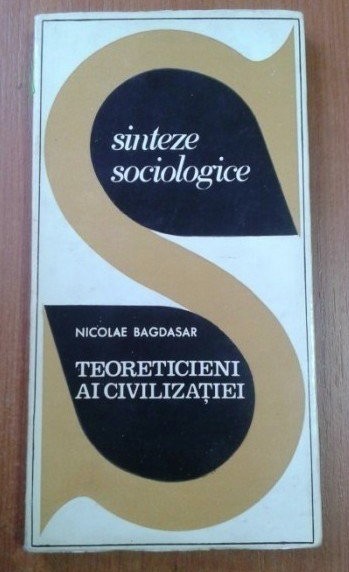 sinteze
sociologice
NICOLAE BAGDASAR
TEORETICIENI
AI CIVILIZAȚIEI